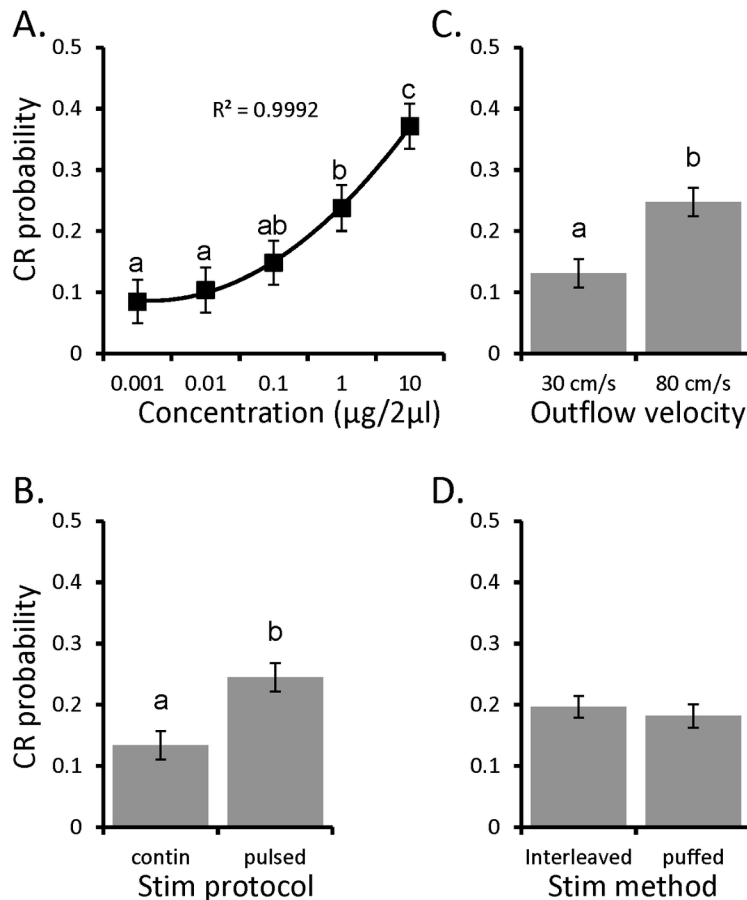 A.
0.5
0.4
0.3
0.2
0.1
0
CR probability
R² = 0.9992
a
a
ab
b
c
0.001 0.01 0.1 1 10
Concentration (µg/2µl)
C.
0.5
0.4
0.3
0.2
0.1
0
a
b
30 cm/s 80 cm/s
Outflow velocity
B.
0.5
0.4
0.3
0.2
0.1
0
CR probability
a
b
contin pulsed
Stim protocol
D.
0.5
0.4
0.3
0.2
0.1
0
Interleaved puffed
Stim method